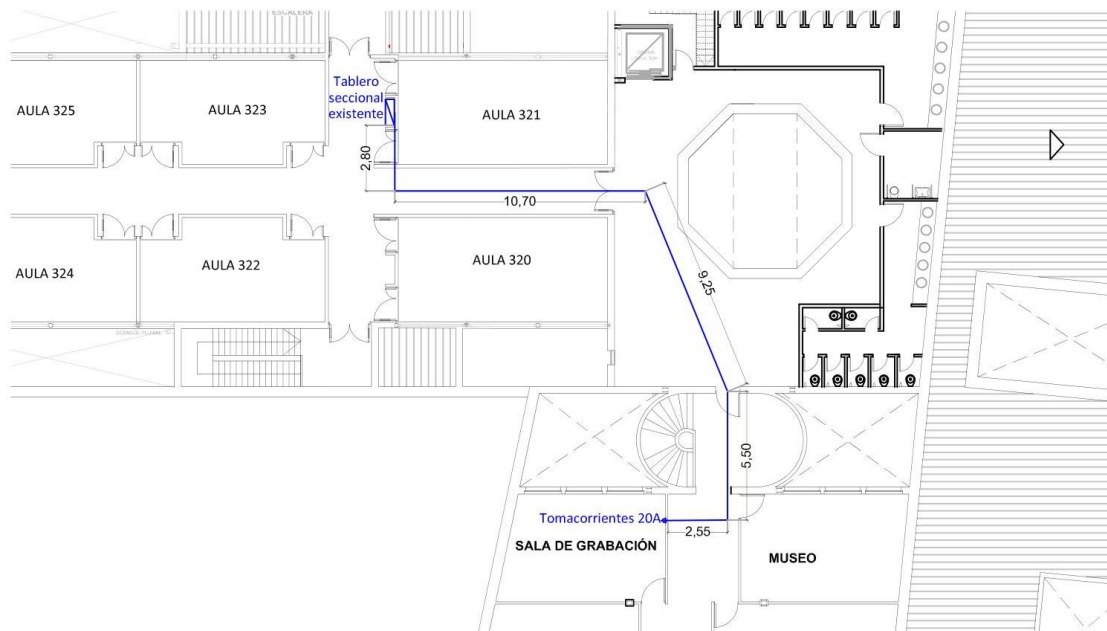 ESCALERA
Tablero
seccional
existente
AULA 325
AULA 323
AULA 321
2,80
10,70
AULA 324
AULA 322
AULA 320
9,25
5,50
Tomacorrientes 20A
2,55
SALA DE GRABACIÓN
MUSEO